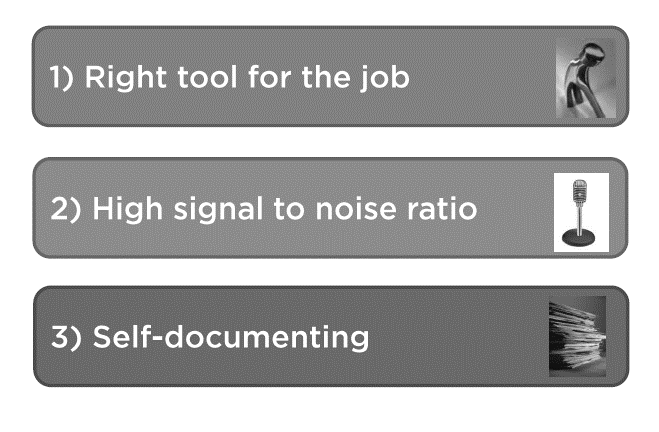 1) Right tool for the job
2) High signal to noise ratio
3) Self-documenting